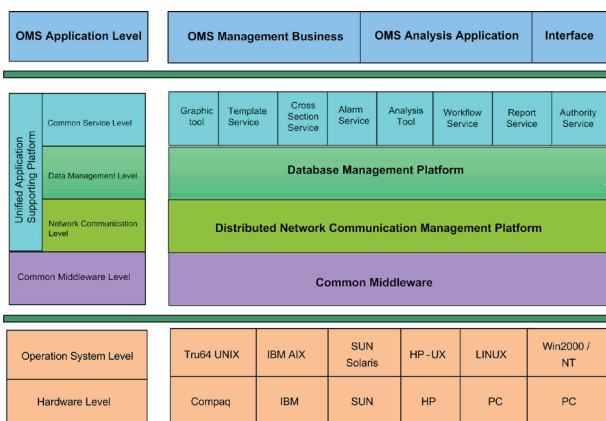 OMS Application Level
OMS Management Business
OMS Analysis Application
Interface
Unified Application
Supporting Platform
Common Service Level
Graphic
tool
Template
Service
Cross
Section
Service
Alarm
Service
Analysis
Tool
Workflow
Service
Report
Service
Authority
Service
Data Management Level
Database Management Platform
Network Communication
Level
Distributed Network Communication Management Platform
Common Middleware Level
Common Middleware
Operation System Level
Tru64 UNIX
IBM AIX
SUN
Solaris
HP-UX
LINUX
Win2000 /
NT
Hardware Level
Compaq
IBM
SUN
HP
PC
PC